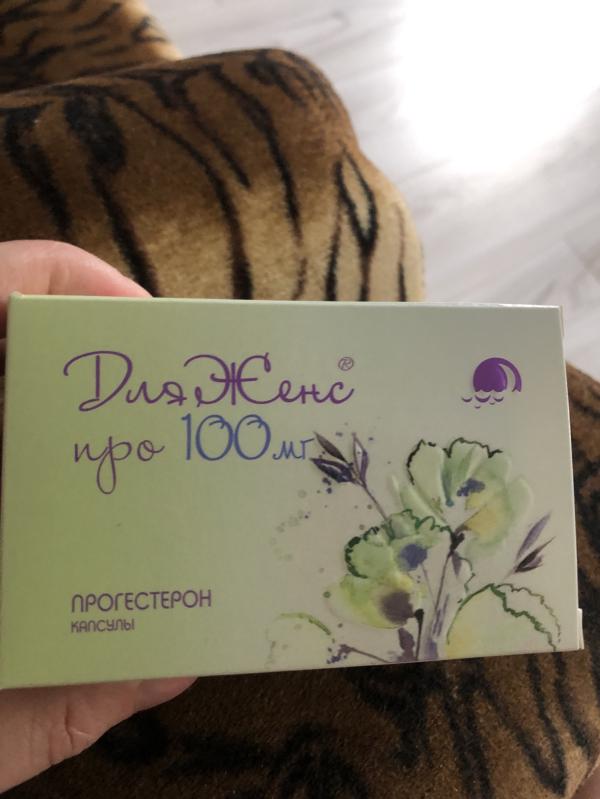 ДляЖенс®
про 100мг
ПРОГЕСТЕРОН
КАПСУЛЫ